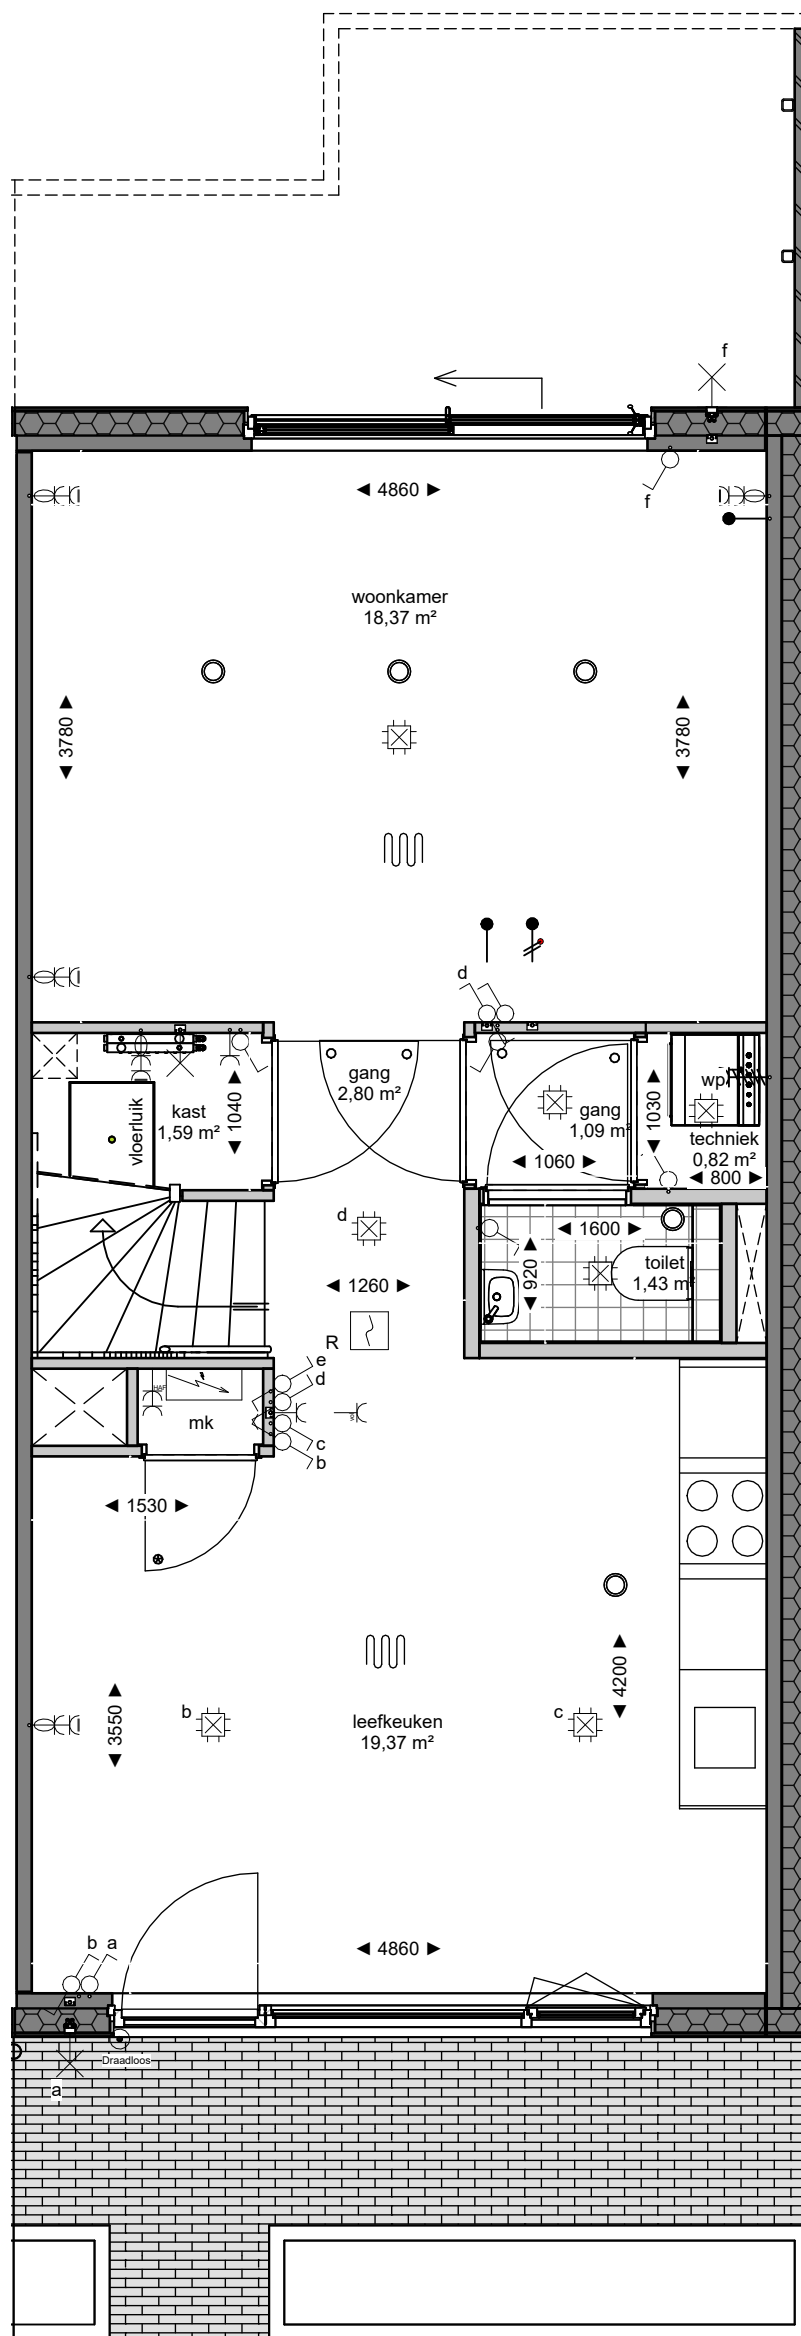 f
◄ 4860 ►
f
woonkamer
18,37 m²
◄ 3780 ►
◄ 3780 ►
d
gang
2,80 m²
wp
vloerluik
kast
1,59 m²
◄ 1040 ►
gang
1,09 m²
◄ 1030 ►
techniek
0,82 m²
◄ 1060 ►
◄ 800 ►
d
◄ 1600 ►
◄ 920 ►
toilet
1,43 m²
◄ 1260 ►
R
e
d
HAF
mk
c
b
◄ 1530 ►
◄ 4200 ►
◄ 3550 ►
b
leefkeuken
19,37 m²
c
b a
◄ 4860 ►
Draadloos
a